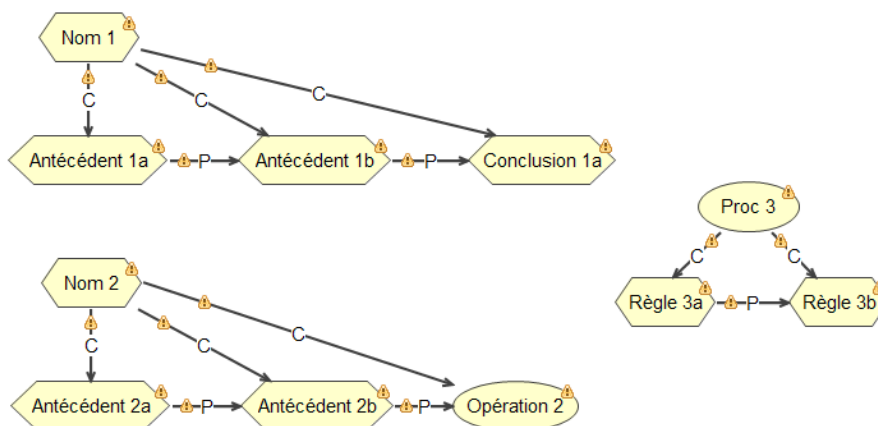 Nom 1
C
C
C
Antécédent 1a
P
Antécédent 1b
P
Conclusion 1a
Proc 3
C
C
Règle 3a
P
Règle 3b
Nom 2
C
C
C
Antécédent 2a
P
Antécédent 2b
P
Opération 2